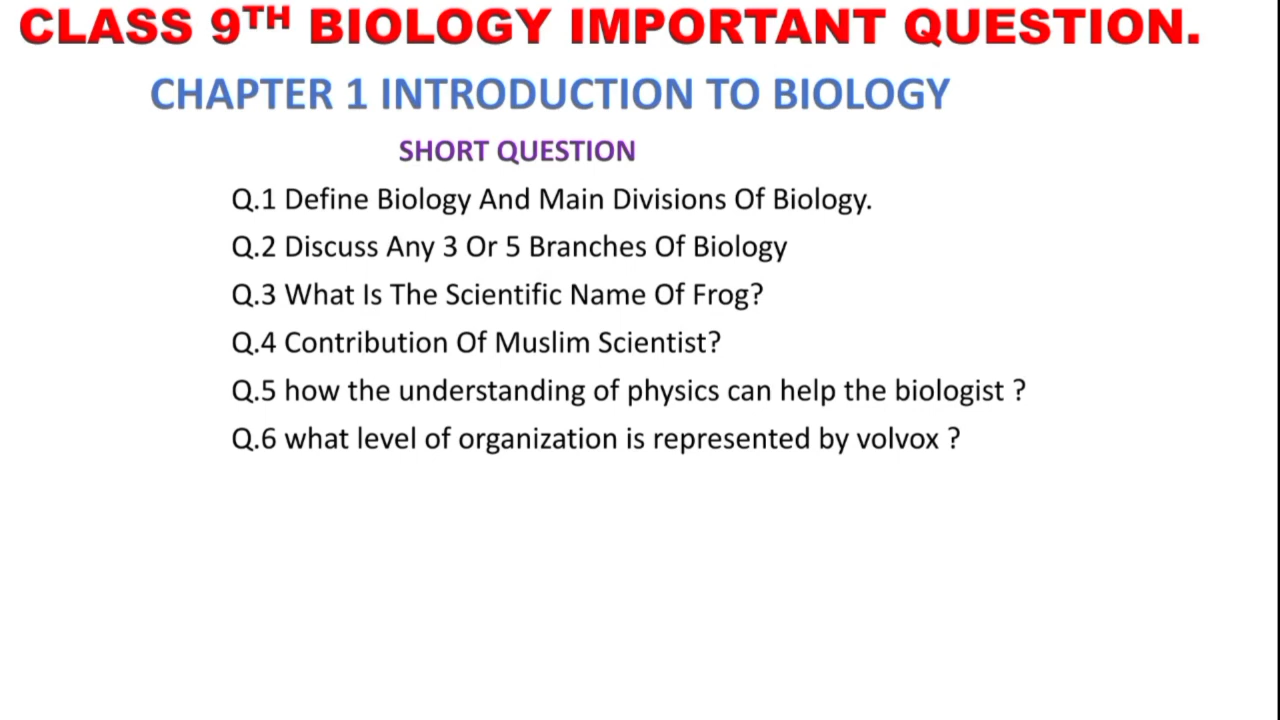 CLASS 9TH BIOLOGY IMPORTANT QUESTION.
CHAPTER 1 INTRODUCTION TO BIOLOGY
SHORT QUESTION
Q.1 Define Biology And Main Divisions Of Biology.
Q.2 Discuss Any 3 Or 5 Branches Of Biology
Q.3 What Is The Scientific Name Of Frog?
Q.4 Contribution Of Muslim Scientist?
Q.5 how the understanding of physics can help the biologist ?
Q.6 what level of organization is represented by volvox ?